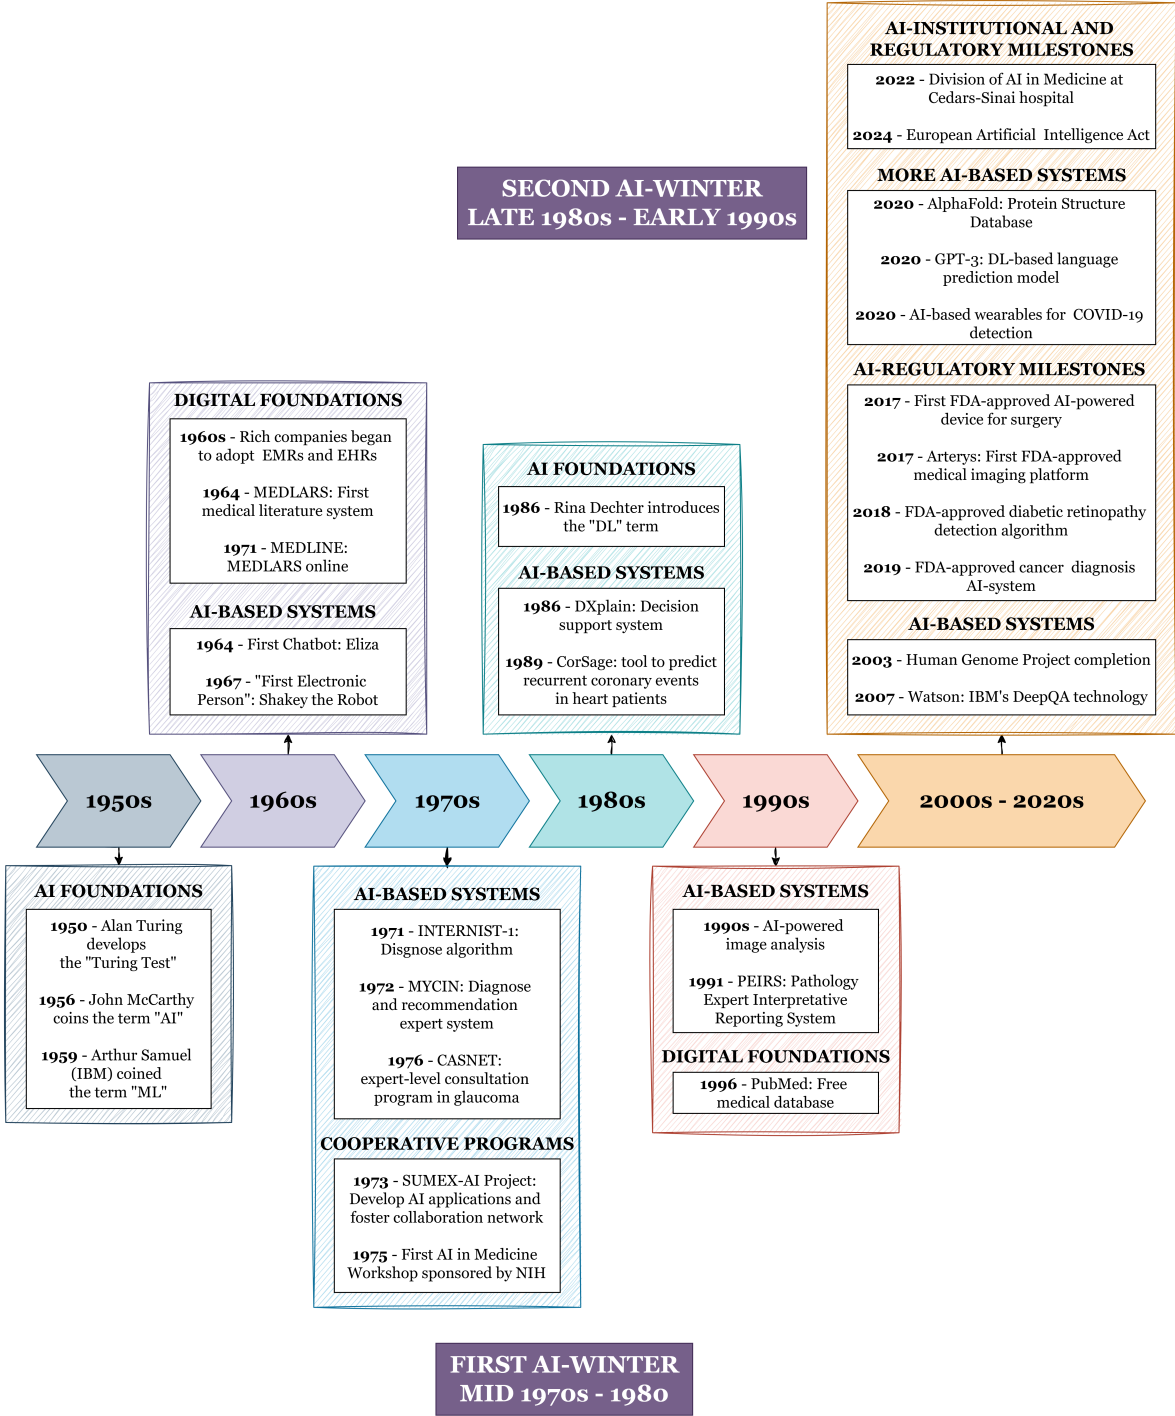 AI-INSTITUTIONAL AND
REGULATORY MILESTONES
2022 - Division of AI in Medicine at
Cedars-Sinai hospital
2024 - European Artificial Intelligence Act
MORE AI-BASED SYSTEMS
2020 - AlphaFold: Protein Structure
Database
2020 - GPT-3: DL-based language
prediction model
2020 - AI-based wearables for COVID-19
detection
AI-REGULATORY MILESTONES
2017 - First FDA-approved AI-powered
device for surgery
2017 - Arterys: First FDA-approved
medical imaging platform
2018 - FDA-approved diabetic retinopathy
detection algorithm
2019 - FDA-approved cancer diagnosis
AI-system
AI-BASED SYSTEMS
2003 - Human Genome Project completion
2007 - Watson: IBM's DeepQA technology
SECOND AI-WINTER
LATE 1980s - EARLY 1990s
DIGITAL FOUNDATIONS
1960s - Rich companies began
to adopt EMRs and EHRs
1964 - MEDLARS: First
medical literature system
1971 - MEDLINE:
MEDLARS online
AI-BASED SYSTEMS
1964 - First Chatbot: Eliza
1967 - "First Electronic
Person": Shakey the Robot
AI FOUNDATIONS
1986 - Rina Dechter introduces
the "DL" term
AI-BASED SYSTEMS
1986 - DXplain: Decision
support system
1989 - CorSage: tool to predict
recurrent coronary events
in heart patients
1950s
1960s
1970s
1980s
1990s
2000s - 2020s
AI FOUNDATIONS
1950 - Alan Turing
develops
the "Turing Test"
1956 - John McCarthy
coins the term "AI"
1959 - Arthur Samuel
(IBM) coined
the term "ML"
AI-BASED SYSTEMS
1971 - INTERNIST-1:
Disgnose algorithm
1972 - MYCIN: Diagnose
and recommendation
expert system
1976 - CASNET:
expert-level consultation
program in glaucoma
COOPERATIVE PROGRAMS
1973 - SUMEX-AI Project:
Develop AI applications and
foster collaboration network
1975 - First AI in Medicine
Workshop sponsored by NIH
AI-BASED SYSTEMS
1990s - AI-powered
image analysis
1991 - PEIRS: Pathology
Expert Interpretative
Reporting System
DIGITAL FOUNDATIONS
1996 - PubMed: Free
medical database
FIRST AI-WINTER
MID 1970s - 1980